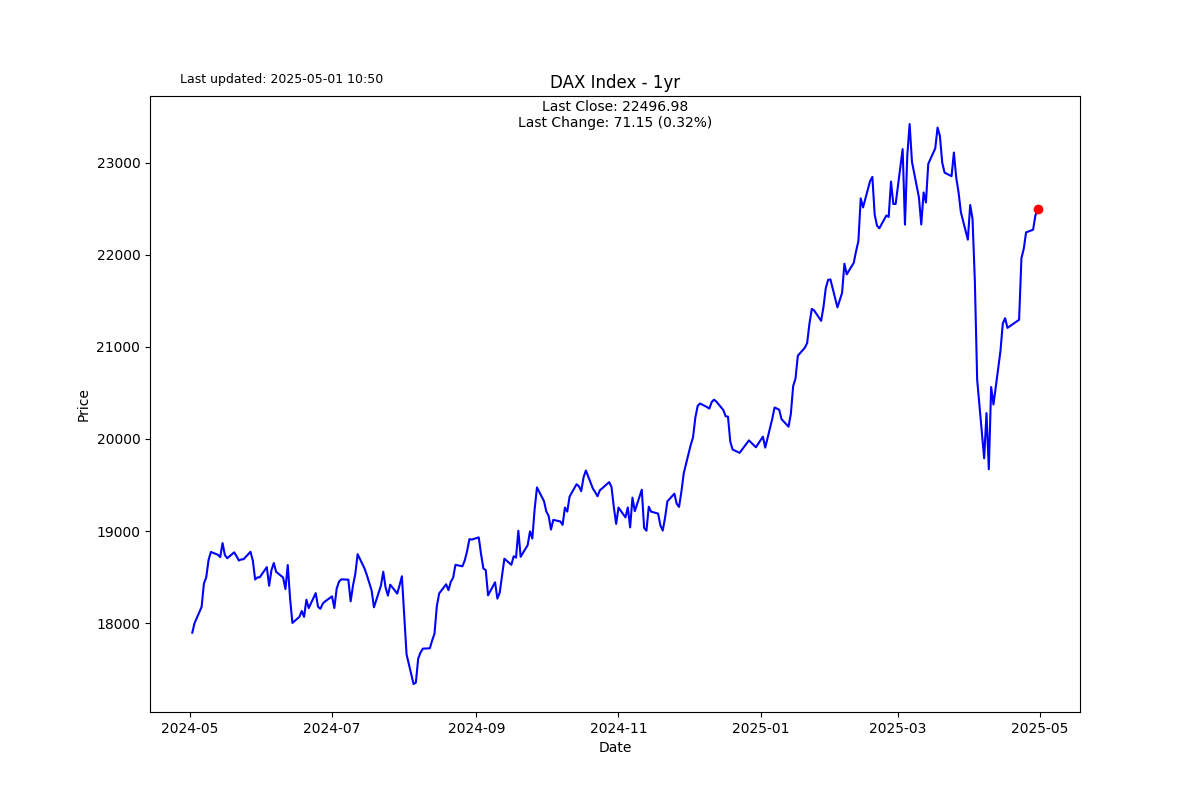 Last updated: 2025-05-01 10:50
DAX Index - 1yr
Last Close: 22496.98
Last Change: 71.15 (0.32%)
Price
23000
22000
21000
20000
19000
18000
2024-05
2024-07
2024-09
2024-11
2025-01
2025-03
2025-05
Date